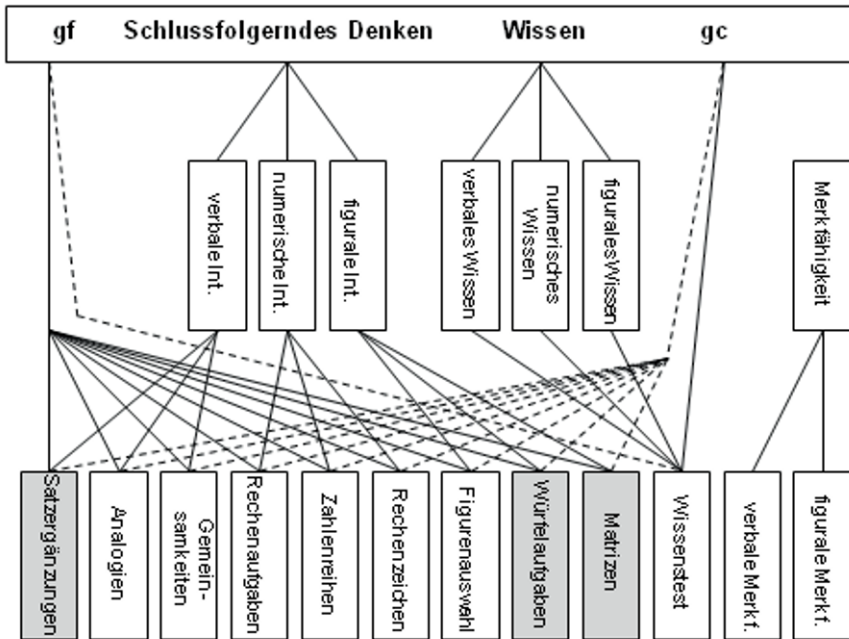 gf Schlussfolgerndes Denken Wissen gc
verbale Int.
numerische Int.
figurale Int.
verbales Wissen
numerisches
Wissen
figurales Wissen
Merkfähigkeit
Satzergänzungen
Analogien
Gemein-
samkeiten
Rechenaufgaben
Zahlenreihen
Rechenzeichen
Figurenauswahl
Würfelaufgaben
Matrizen
Wissenstest
verbale Merkf.
figurale Merkf.